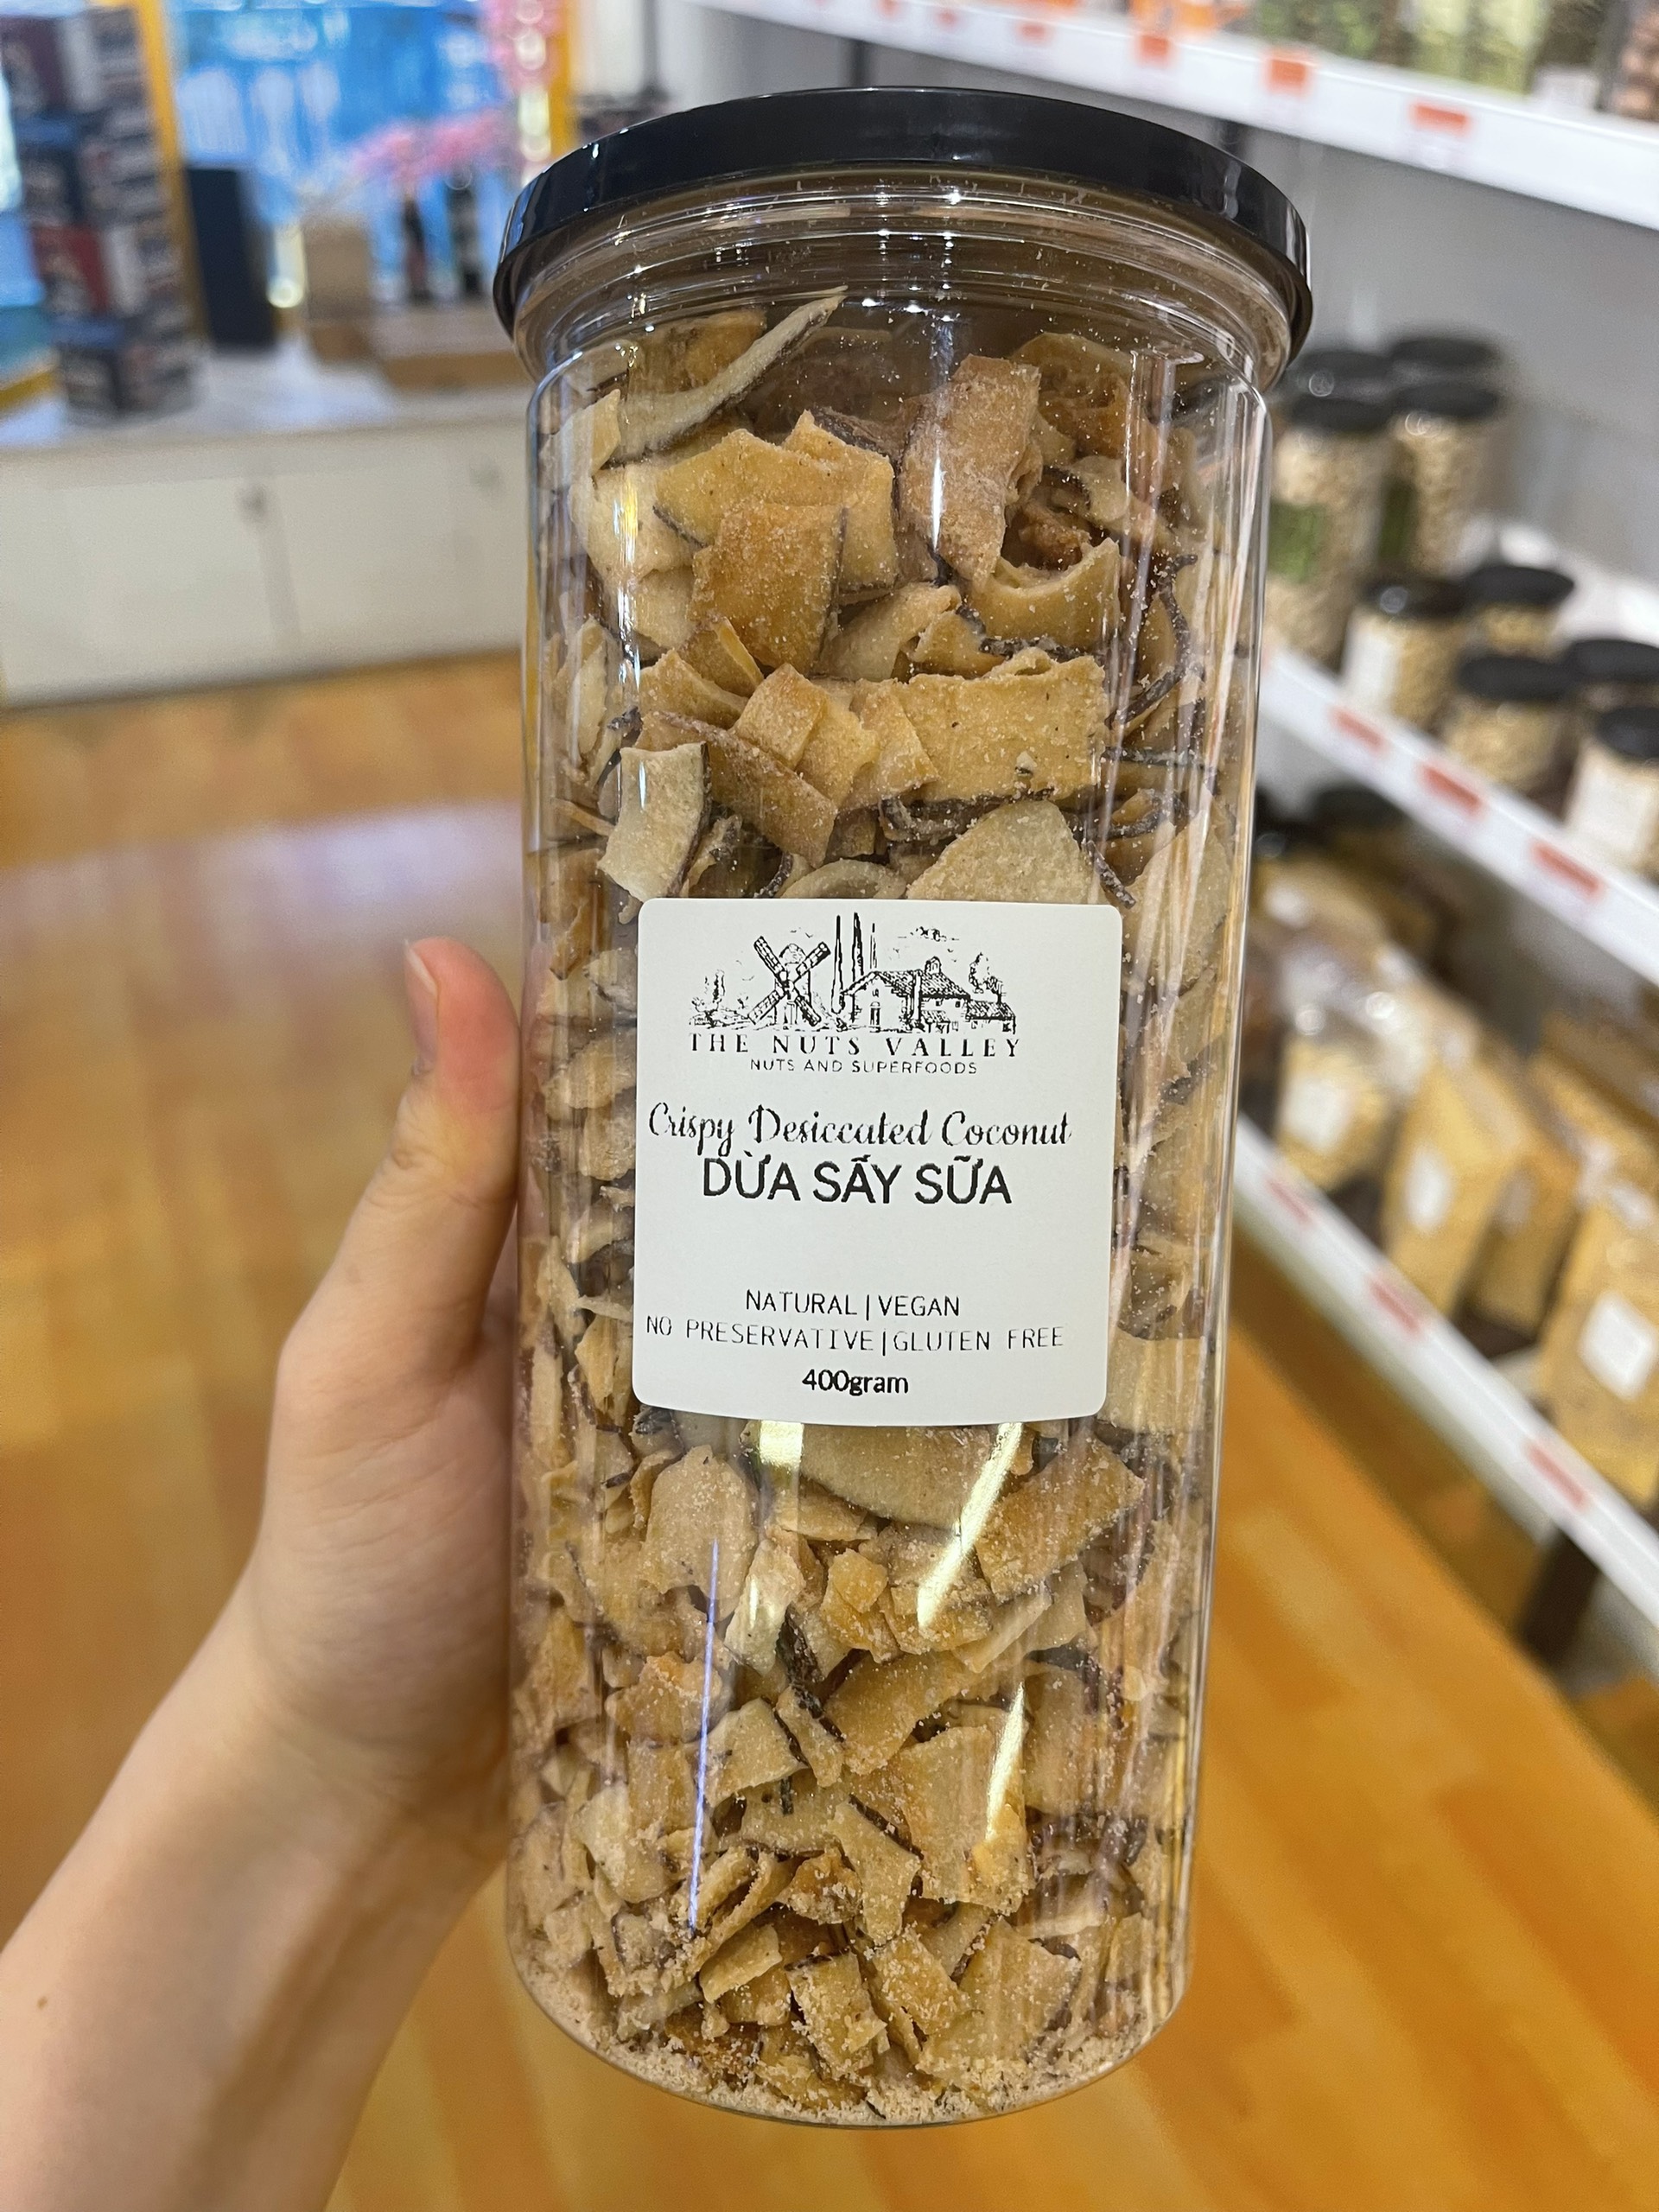 THE NUTS VALLEY
NUTS AND SUPERFOODS
Crispy Desiccated Coconut
DỪA SẤY SỮA
NATURAL | VEGAN
NO PRESERVATIVE | GLUTEN FREE
400gram